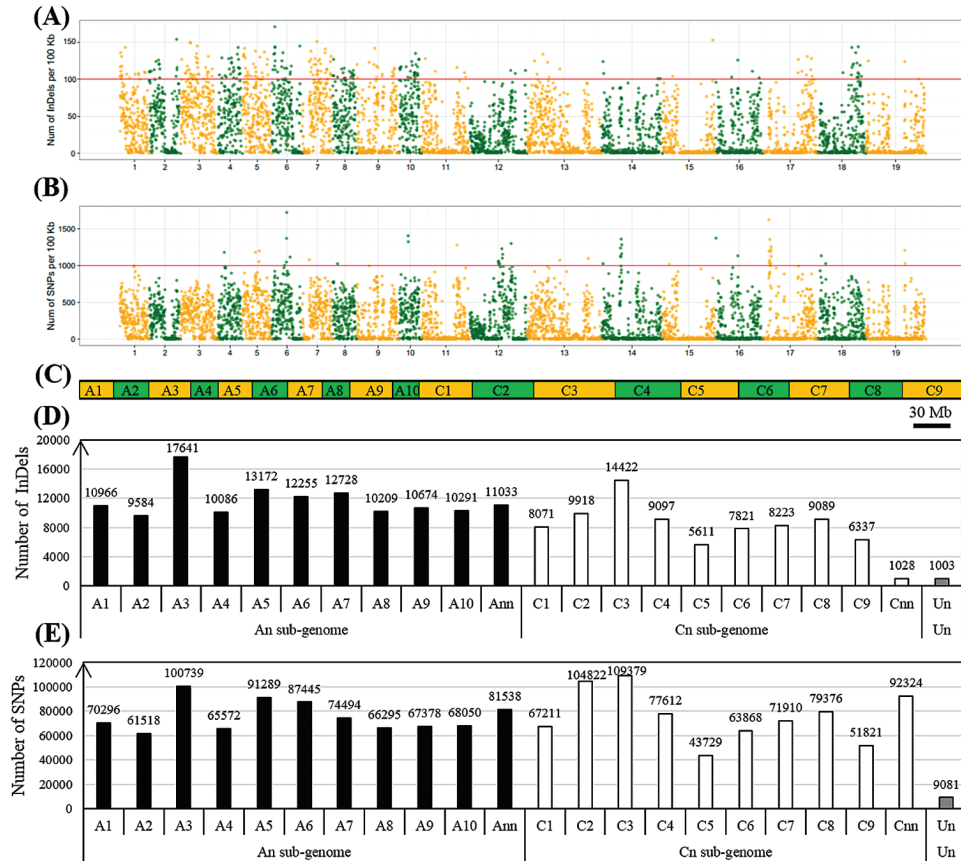 (A)
Num of InDels per 100 Kb
150
100
50
0
1 2 3 4 5 6 7 8 9 10 11 12 13 14 15 16 17 18 19
(B)
Num of SNPs per 100 Kb
1500
1000
500
0
1 2 3 4 5 6 7 8 9 10 11 12 13 14 15 16 17 18 19
(C)
A1 A2 A3 A4 A5 A6 A7 A8 A9 A10 C1 C2 C3 C4 C5 C6 C7 C8 C9
30 Mb
(D)
Number of InDels
20000
16000
12000
8000
4000
0
10966 9584 17641 10086 13172 12255 12728 10209 10674 10291 11033 8071 9918 14422 9097 5611 7821 8223 9089 6337 1028 1003
A1 A2 A3 A4 A5 A6 A7 A8 A9 A10 Ann C1 C2 C3 C4 C5 C6 C7 C8 C9 Cnn Un
An sub-genome Cn sub-genome Un
(E)
Number of SNPs
120000
100000
80000
60000
40000
20000
0
70296 61518 100739 65572 91289 87445 74494 66295 67378 68050 81538 67211 104822 109379 77612 43729 63868 71910 79376 51821 92324 9081
A1 A2 A3 A4 A5 A6 A7 A8 A9 A10 Ann C1 C2 C3 C4 C5 C6 C7 C8 C9 Cnn Un
An sub-genome Cn sub-genome Un